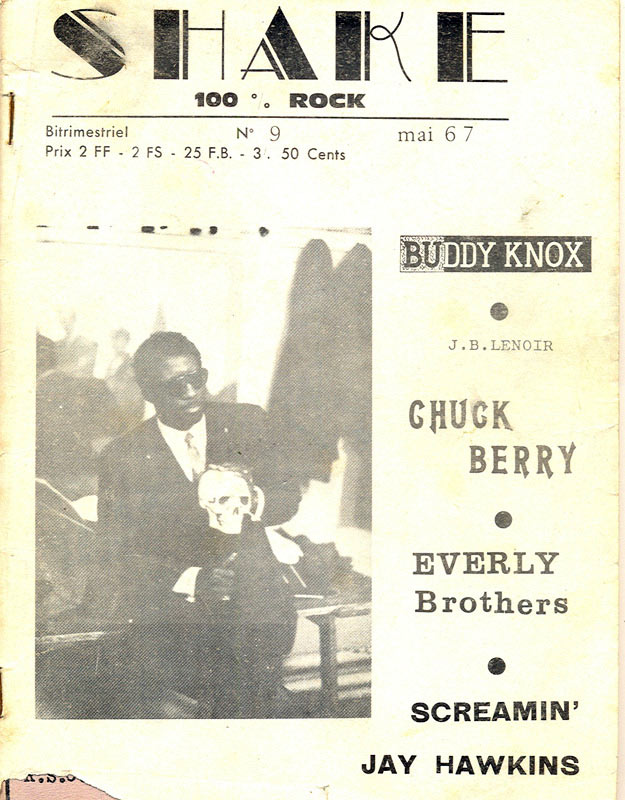 SHAKE
100 %. ROCK
Bitrimestriel N° 9 mai 67
Prix 2 FF - 2 FS - 25 F.B. - 3'. 50 Cents
BUDDY KNOX
J.B.LENOIR
CHUCK
BERRY
EVERLY
Brothers
SCREAMIN'
JAY HAWKINS